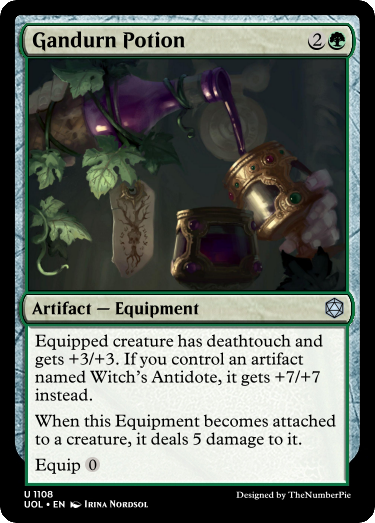 Gandurn Potion 2
Artifact — Equipment
Equipped creature has deathtouch and
gets +3/+3. If you control an artifact
named Witch's Antidote, it gets +7/+7
instead.
When this Equipment becomes attached
to a creature, it deals 5 damage to it.
Equip 0
U 1108
UOL • EN Irina Nordsol
Designed by TheNumberPie